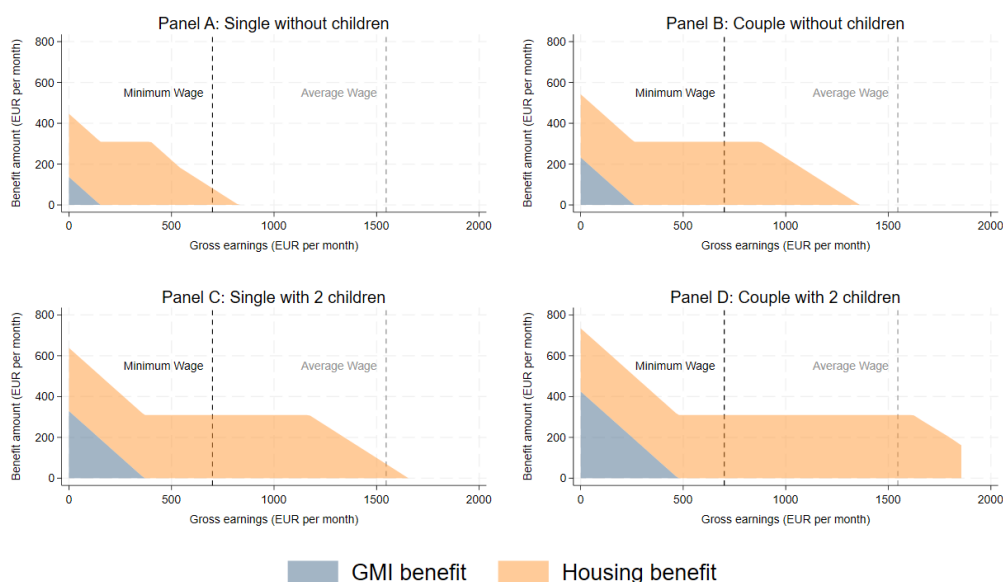 Panel A: Single without children
Benefit amount (EUR per month)
800
600
400
200
0
Minimum Wage
Average Wage
0 500 1000 1500 2000
Gross earnings (EUR per month)
Panel B: Couple without children
Benefit amount (EUR per month)
800
600
400
200
0
Minimum Wage
Average Wage
0 500 1000 1500 2000
Gross earnings (EUR per month)
Panel C: Single with 2 children
Benefit amount (EUR per month)
800
600
400
200
0
Minimum Wage
Average Wage
0 500 1000 1500 2000
Gross earnings (EUR per month)
Panel D: Couple with 2 children
Benefit amount (EUR per month)
800
600
400
200
0
Minimum Wage
Average Wage
0 500 1000 1500 2000
Gross earnings (EUR per month)
GMI benefit Housing benefit